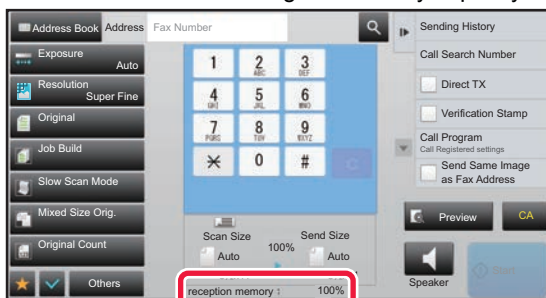 Address Book
Address
Fax Number
Sending History
Exposure
Auto
Call Search Number
Resolution
Super Fine
Direct TX
Original
Verification Stamp
Job Build
Call Program
Call Registered settings
Slow Scan Mode
Send Same Image
as Fax Address
Mixed Size Orig.
Original Count
Others
1
2
ABC
3
DEF
4
GHI
5
JKL
6
MNO
7
PQRS
8
TUV
9
WXYZ
0
#
C
Scan Size
Send Size
100%
Auto
Auto
reception memory :
100%
Preview
CA
Speaker
Start